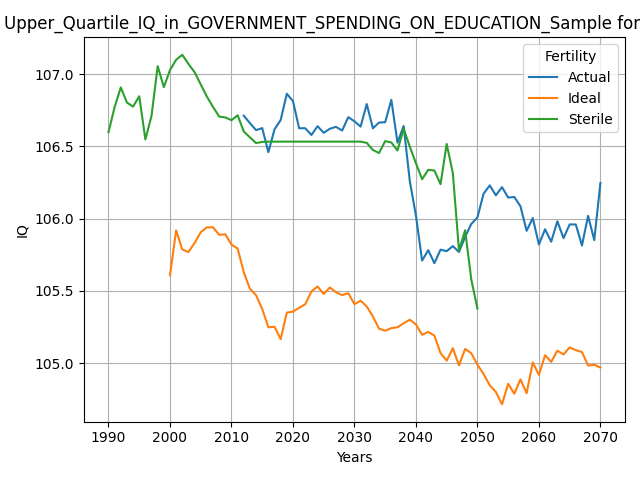 Upper_Quartile_IQ_in_GOVERNMENT_SPENDING_ON_EDUCATION_Sample for
Fertility
Actual
Ideal
Sterile
107.0
106.5
106.0
105.5
105.0
IQ
1990 2000 2010 2020 2030 2040 2050 2060 2070
Years